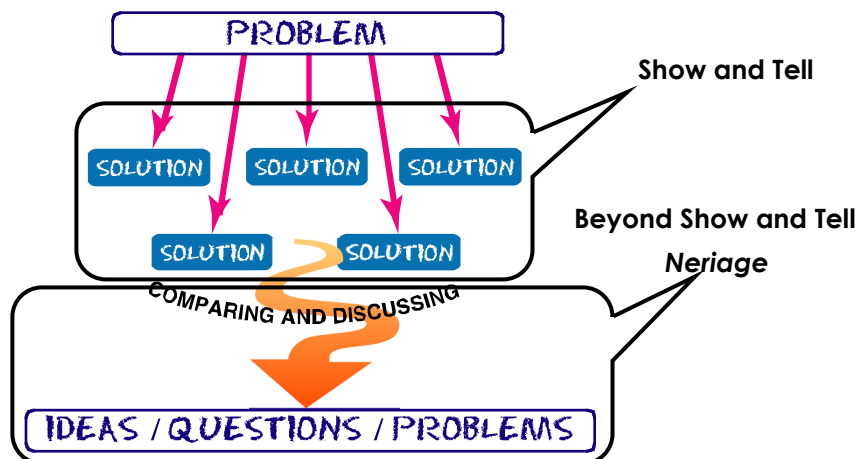 PROBLEM
Show and Tell
SOLUTION
SOLUTION
SOLUTION
SOLUTION
SOLUTION
Beyond Show and Tell
Neriage
COMPARING AND DISCUSSING
IDEAS / QUESTIONS / PROBLEMS